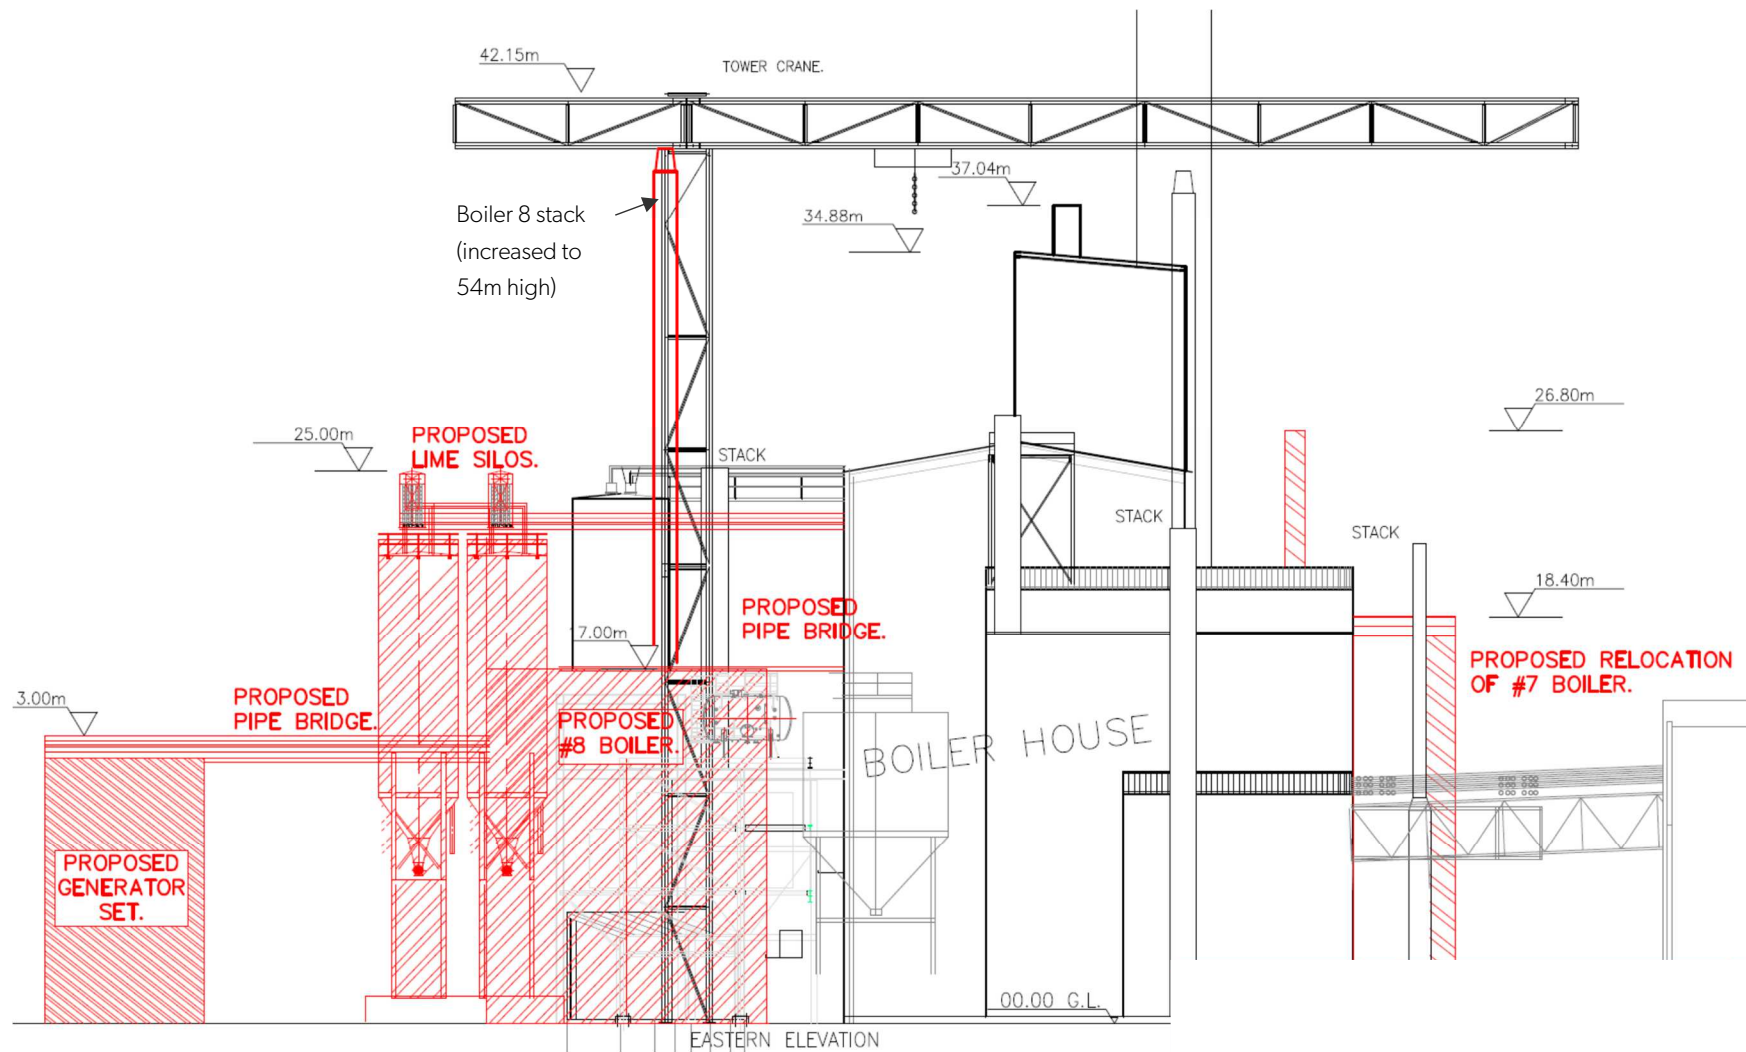 42.15m
TOWER CRANE.
37.04m
34.88m
Boiler 8 stack
(increased to
54m high)
26.80m
25.00m
PROPOSED
LIME SILOS.
STACK
STACK
STACK
18.40m
PROPOSED
PIPE BRIDGE.
7.00m
PROPOSED RELOCATION
OF #7 BOILER.
3.00m
PROPOSED
PIPE BRIDGE.
PROPOSED
#8 BOILER.
BOILER HOUSE
PROPOSED
GENERATOR
SET.
00.00 G.L.
EASTERN ELEVATION